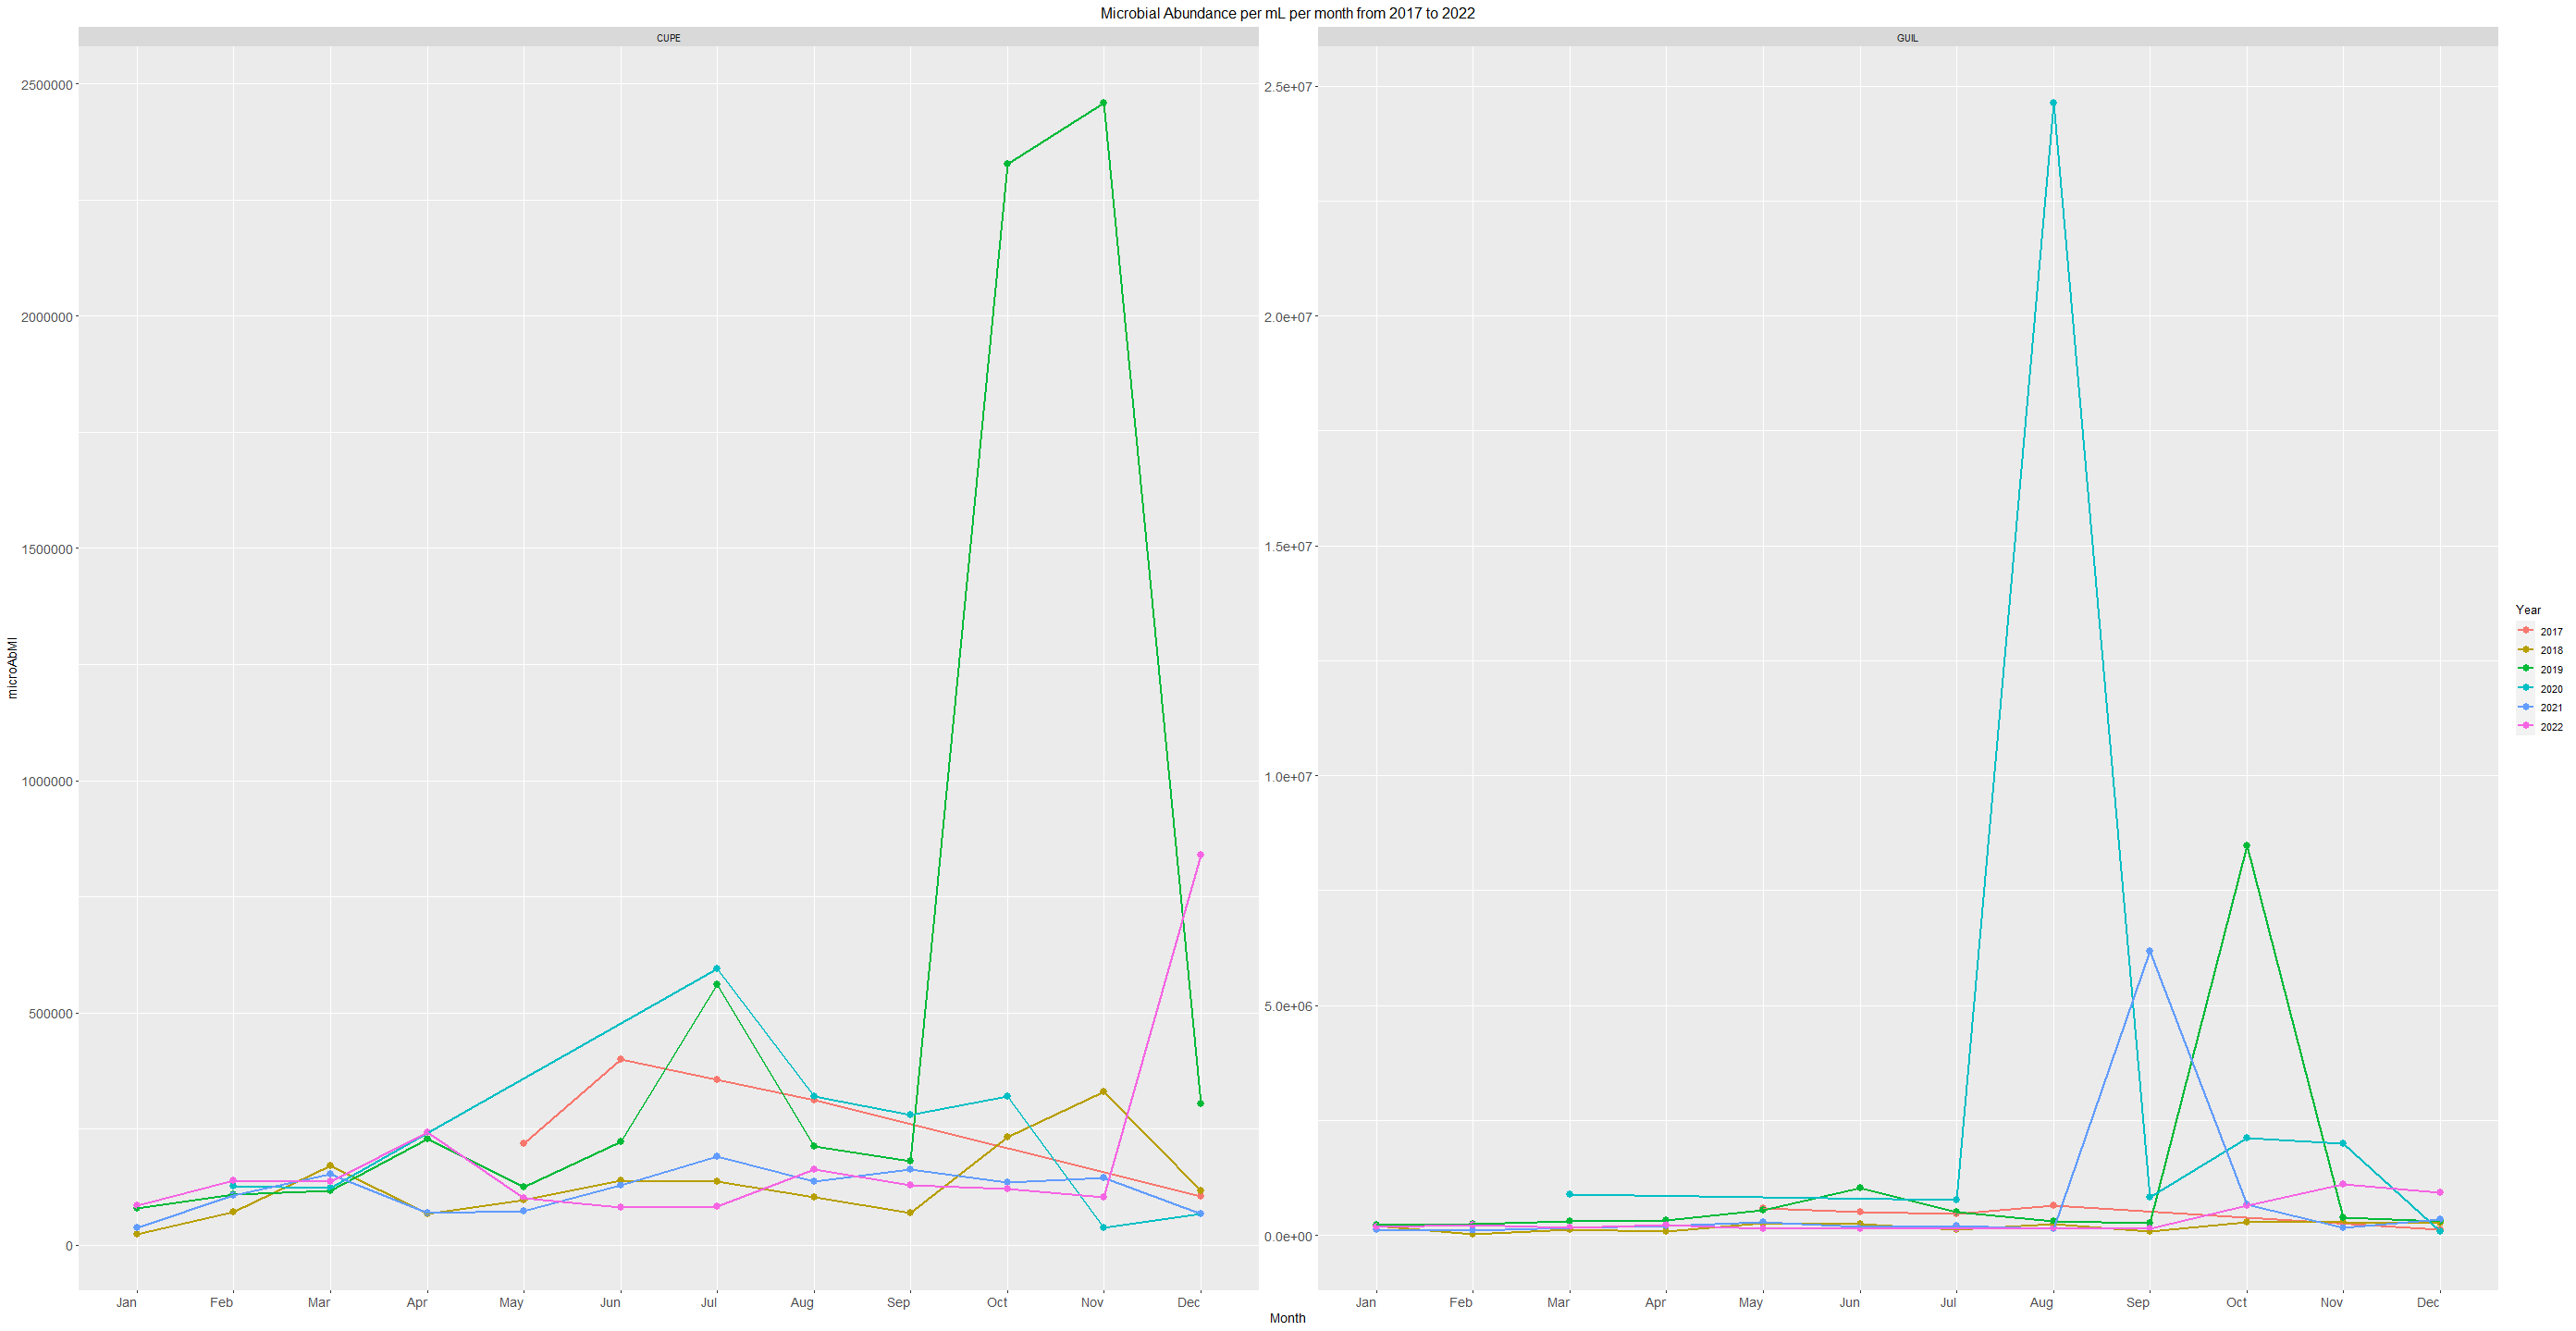 Microbial Abundance per mL per month from 2017 to 2022
CUPE
GUIL
2500000
2000000
1500000
1000000
500000
0
2.5e+07
2.0e+07
1.5e+07
1.0e+07
5.0e+06
0.0e+00
microAbMl
Jan Feb Mar Apr May Jun Jul Aug Sep Oct Nov Dec
Jan Feb Mar Apr May Jun Jul Aug Sep Oct Nov Dec
Month
Year
2017
2018
2019
2020
2021
2022